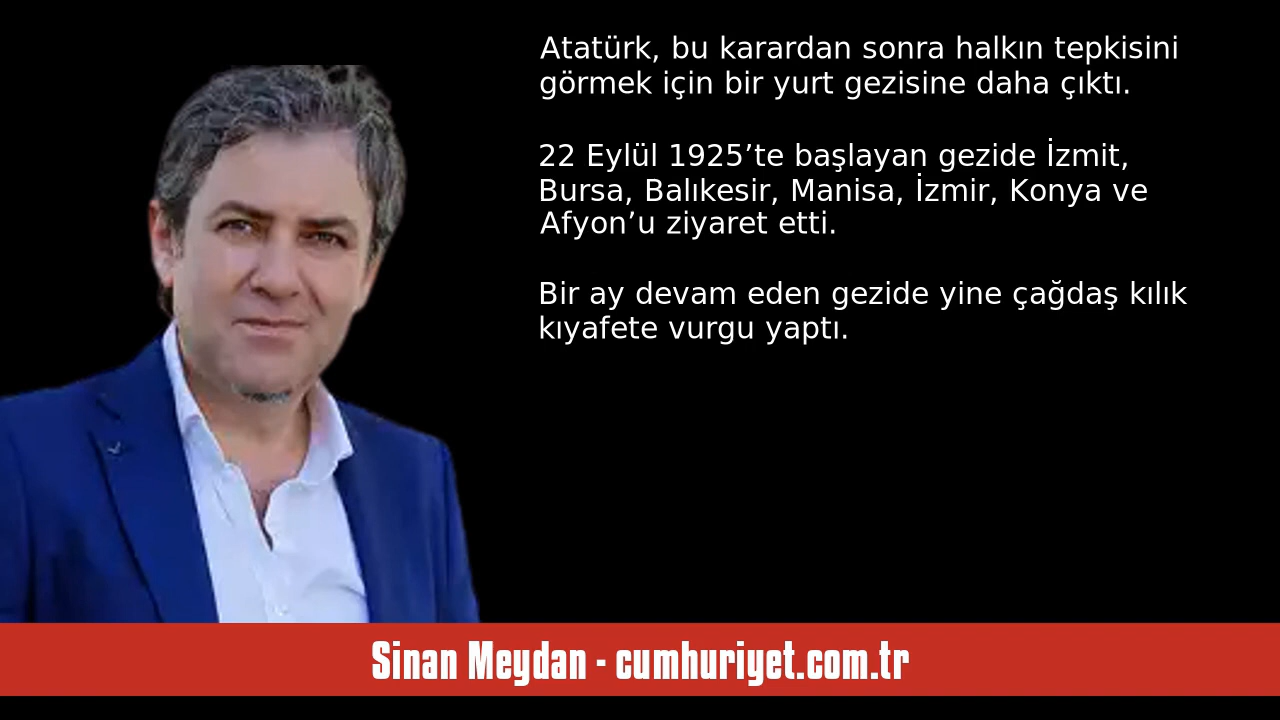 Atatürk, bu karardan sonra halkın tepkisini
görmek için bir yurt gezisine daha çıktı.
22 Eylül 1925’te başlayan gezide İzmit,
Bursa, Balıkesir, Manisa, İzmir, Konya ve
Afyon’u ziyaret etti.
Bir ay devam eden gezide yine çağdaş kılık
kıyafete vurgu yaptı.
Sinan Meydan - cumhuriyet.com.tr